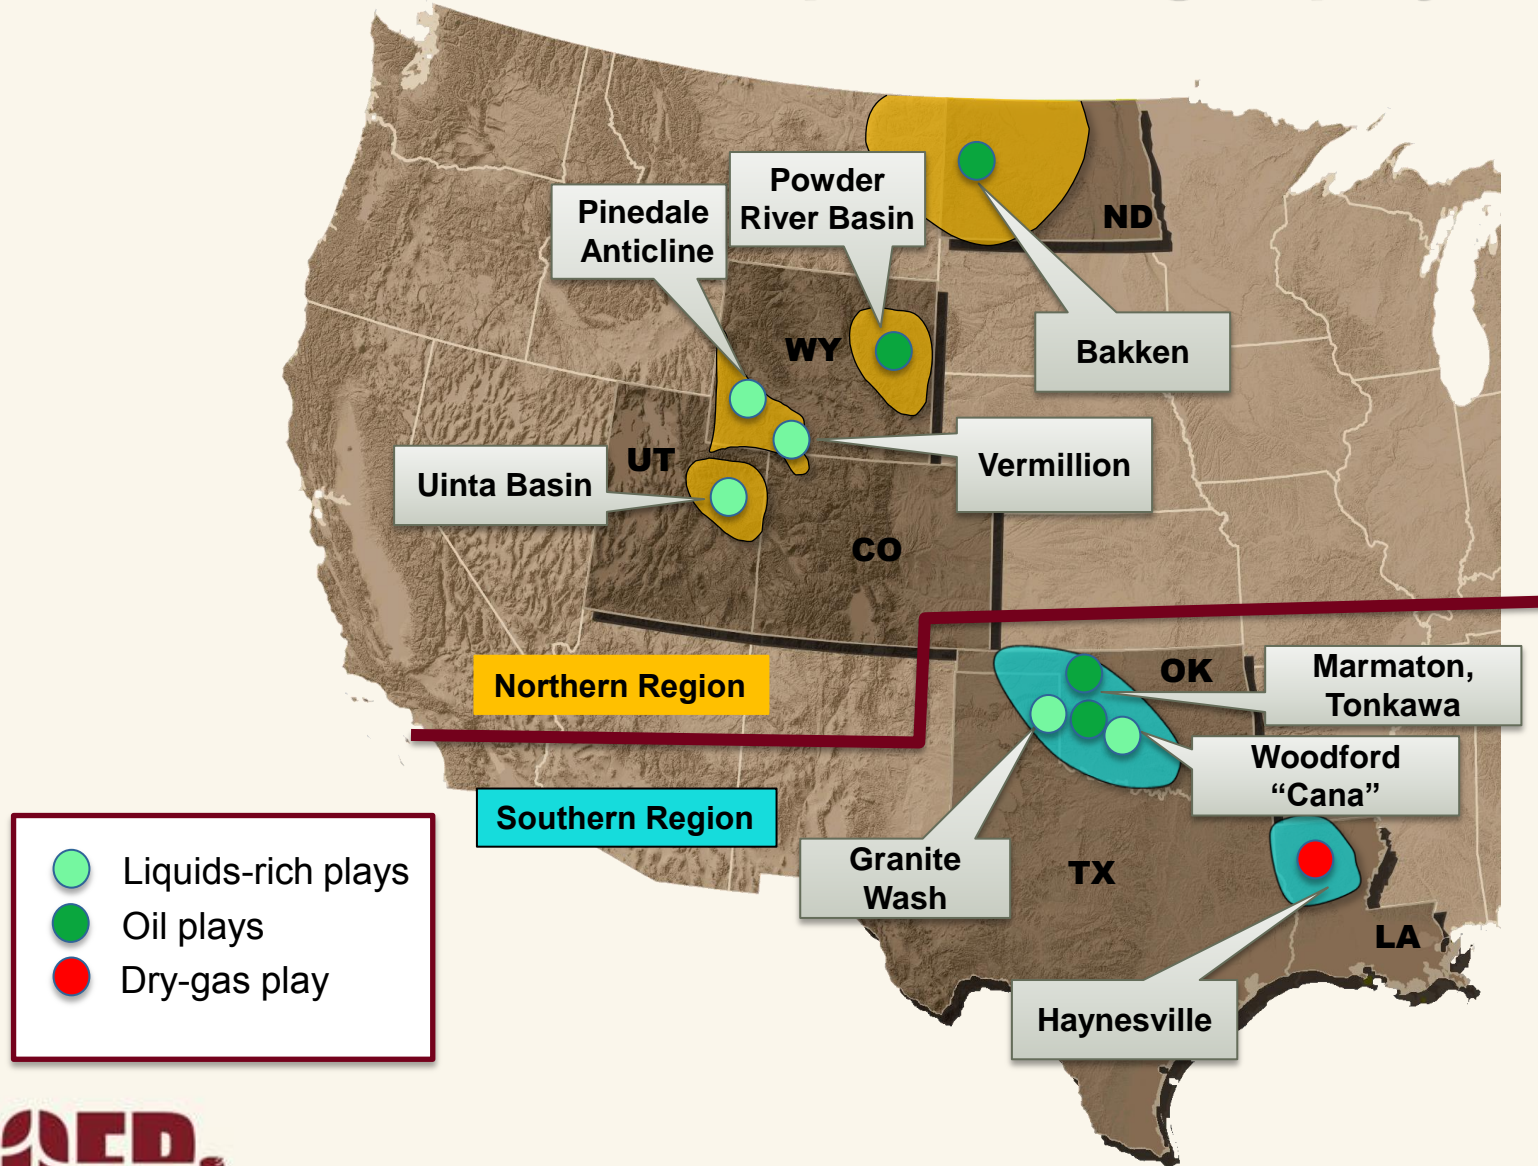 Powder
River Basin
Pinedale
Anticline
ND
WY
Bakken
UT
Vermillion
Uinta Basin
CO
Northern Region
OK
Marmaton,
Tonkawa
Woodford
“Cana”
Southern Region
Granite
Wash
TX
Liquids-rich plays
Oil plays
Dry-gas play
LA
Haynesville